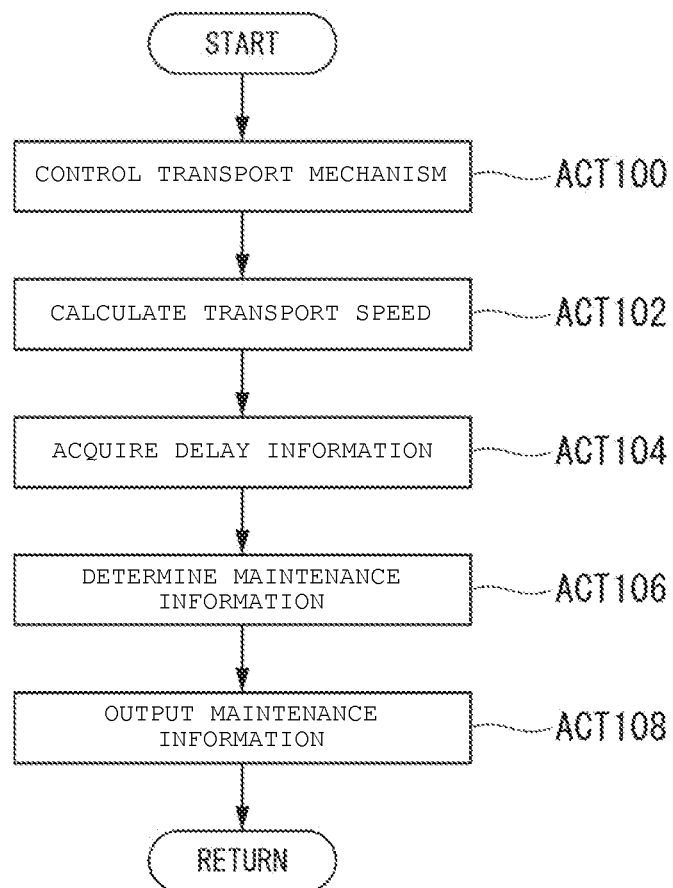 START
CONTROL TRANSPORT MECHANISM
ACT100
CALCULATE TRANSPORT SPEED
ACT102
ACQUIRE DELAY INFORMATION
ACT104
DETERMINE MAINTENANCE
INFORMATION
ACT106
OUTPUT MAINTENANCE
INFORMATION
ACT108
RETURN